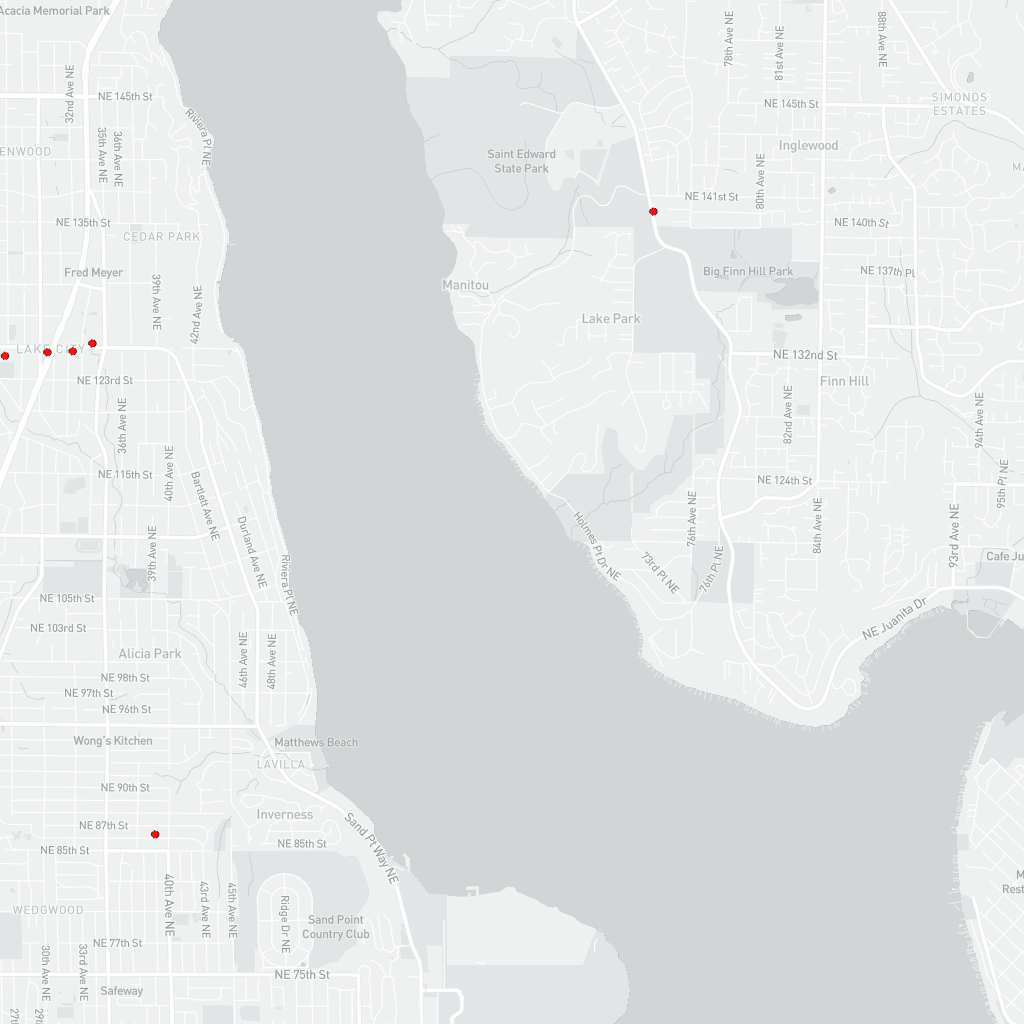 Acacia Memorial Park
32nd Ave NE
NE 145th St
35th Ave NE
36th Ave NE
Riviera Pl NE
ENWOOD
NE 135th St
CEDAR PARK
Fred Meyer
39th Ave NE
42nd Ave NE
LAKE CITY
NE 123rd St
36th Ave NE
NE 115th St
40th Ave NE
Bartlett Ave NE
Durland Ave NE
39th Ave NE
Riviera Pl NE
NE 105th St
NE 103rd St
Alicia Park
46th Ave NE
48th Ave NE
NE 98th St
NE 97th St
NE 96th St
Wong's Kitchen
Matthews Beach
LAVILLA
NE 90th St
Inverness
NE 87th St
NE 85th St
NE 85th St
Sand Pt Way NE
40th Ave NE
43rd Ave NE
45th Ave NE
WEDGWOOD
Ridge Dr NE
Sand Point
Country Club
NE 77th St
30th Ave NE
33rd Ave NE
NE 75th St
Safeway
27th
29th
78th Ave NE
81st Ave NE
88th Ave NE
NE 145th St
SIMONDS
ESTATES
Inglewood
Saint Edward
State Park
80th Ave NE
NE 141st St
NE 140th St
NE 137th Pl
Big Finn Hill Park
Manitou
Lake Park
NE 132nd St
Finn Hill
82nd Ave NE
94th Ave NE
NE 124th St
95th Pl NE
76th Ave NE
84th Ave NE
93rd Ave NE
Holmes Pt Dr NE
73rd Pl NE
76th Pl NE
Cafe Ju
NE Juanita Dr
M
Rest